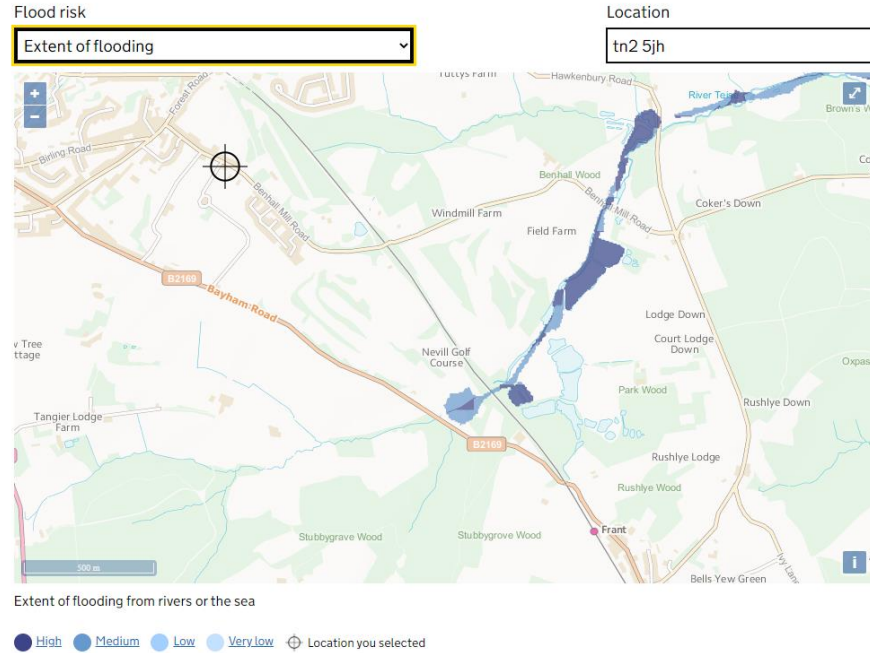 Flood risk
Location
Extent of flooding
tn2 5jh
+
−
Tuttys Farm
Hawkenbury Road
River Teis
Brown's W
Forest Road
Birling Road
Benhall Wood
Benhall Mill Road
Benhall Mill Road
Windmill Farm
Coker's Down
Field Farm
B2169
Bayham Road
Lodge Down
Court Lodge
Down
w Tree
ttage
Nevill Golf
Course
Oxpas
Park Wood
Rushlye Down
Tangier Lodge
Farm
B2169
Rushlye Lodge
Rushlye Wood
Stubbygrove Wood
Stubbygrove Wood
Frant
500 m
Bells Yew Green
Ivy Lane
i
Extent of flooding from rivers or the sea
High
Medium
Low
Very low
Location you selected